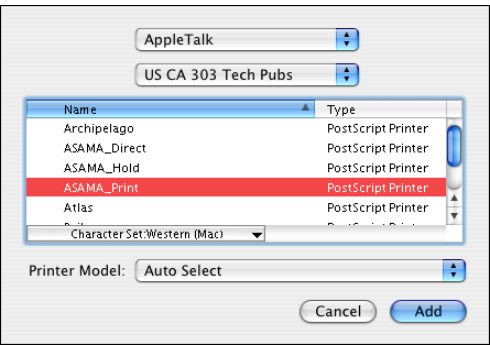 AppleTalk
US CA 303 Tech Pubs
Name Type
Archipelago PostScript Printer
ASAMA_Direct PostScript Printer
ASAMA_Hold PostScript Printer
ASAMA_Print PostScript Printer
Atlas PostScript Printer
Character Set:Western (Mac)
Printer Model: Auto Select
Cancel Add